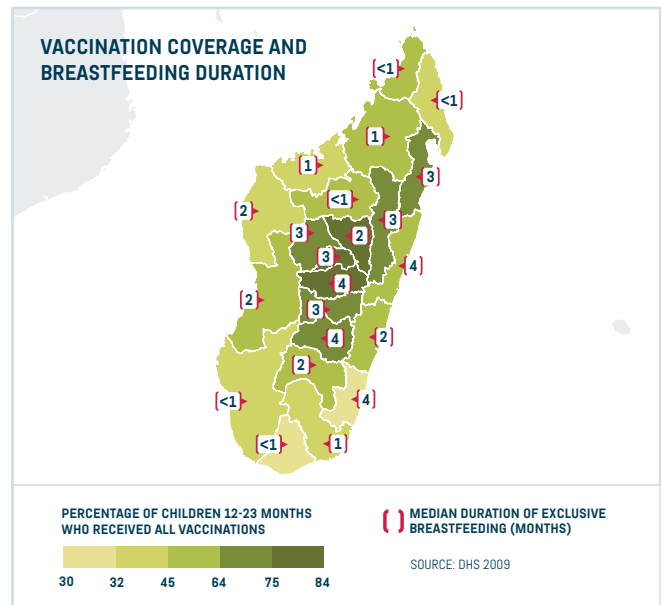 VACCINATION COVERAGE AND
BREASTFEEDING DURATION
<1
<1
1
1
3
<1
2
3
3
2
3
4
4
2
3
4
2
2
<1
4
<1
1
PERCENTAGE OF CHILDREN 12-23 MONTHS
WHO RECEIVED ALL VACCINATIONS
30 32 45 64 75 84
MEDIAN DURATION OF EXCLUSIVE
BREASTFEEDING (MONTHS)
SOURCE: DHS 2009